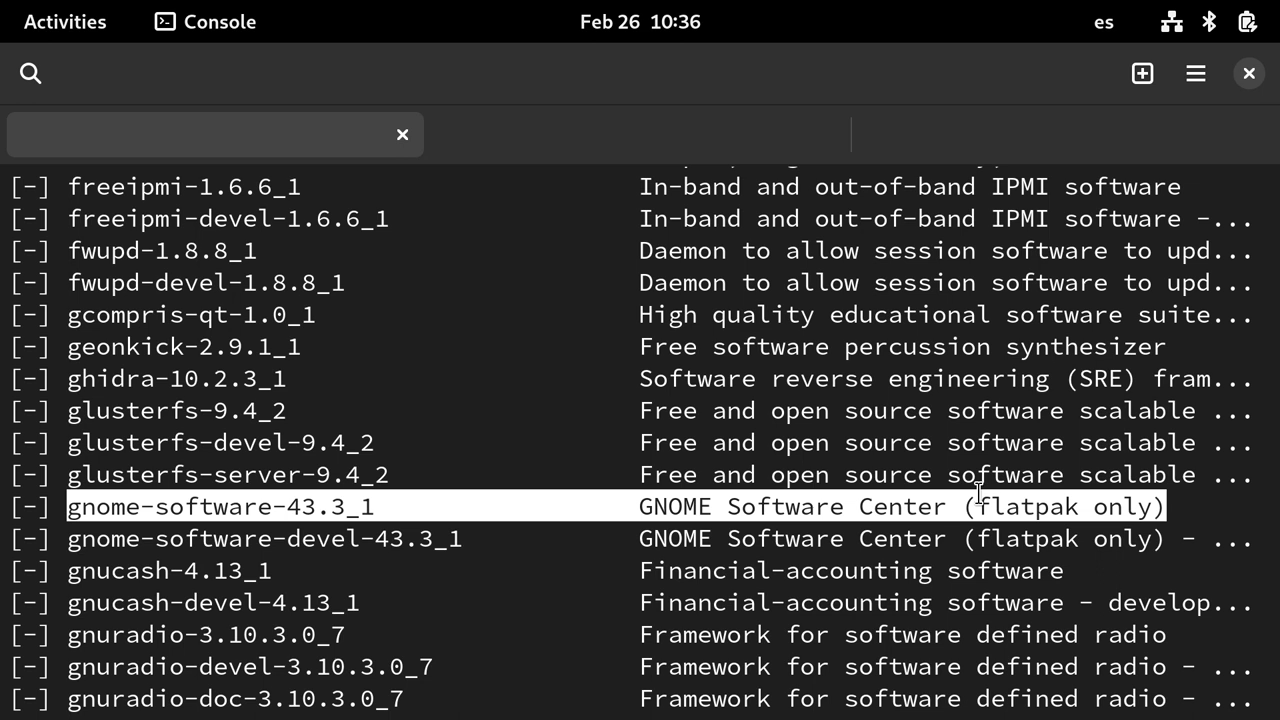 Activities Console Feb 26 10:36 es
[-] freeipmi-1.6.6_1 In-band and out-of-band IPMI software
[-] freeipmi-devel-1.6.6_1 In-band and out-of-band IPMI software -...
[-] fwupd-1.8.8_1 Daemon to allow session software to upd...
[-] fwupd-devel-1.8.8_1 Daemon to allow session software to upd...
[-] gcompris-qt-1.0_1 High quality educational software suite...
[-] geonkick-2.9.1_1 Free software percussion synthesizer
[-] ghidra-10.2.3_1 Software reverse engineering (SRE) fram...
[-] glusterfs-9.4_2 Free and open source software scalable ...
[-] glusterfs-devel-9.4_2 Free and open source software scalable ...
[-] glusterfs-server-9.4_2 Free and open source software scalable ...
[-] gnome-software-43.3_1 GNOME Software Center (flatpak only)
[-] gnome-software-devel-43.3_1 GNOME Software Center (flatpak only) - ...
[-] gnucash-4.13_1 Financial-accounting software
[-] gnucash-devel-4.13_1 Financial-accounting software - develop...
[-] gnuradio-3.10.3.0_7 Framework for software defined radio
[-] gnuradio-devel-3.10.3.0_7 Framework for software defined radio - ...
[-] gnuradio-doc-3.10.3.0_7 Framework for software defined radio - ...